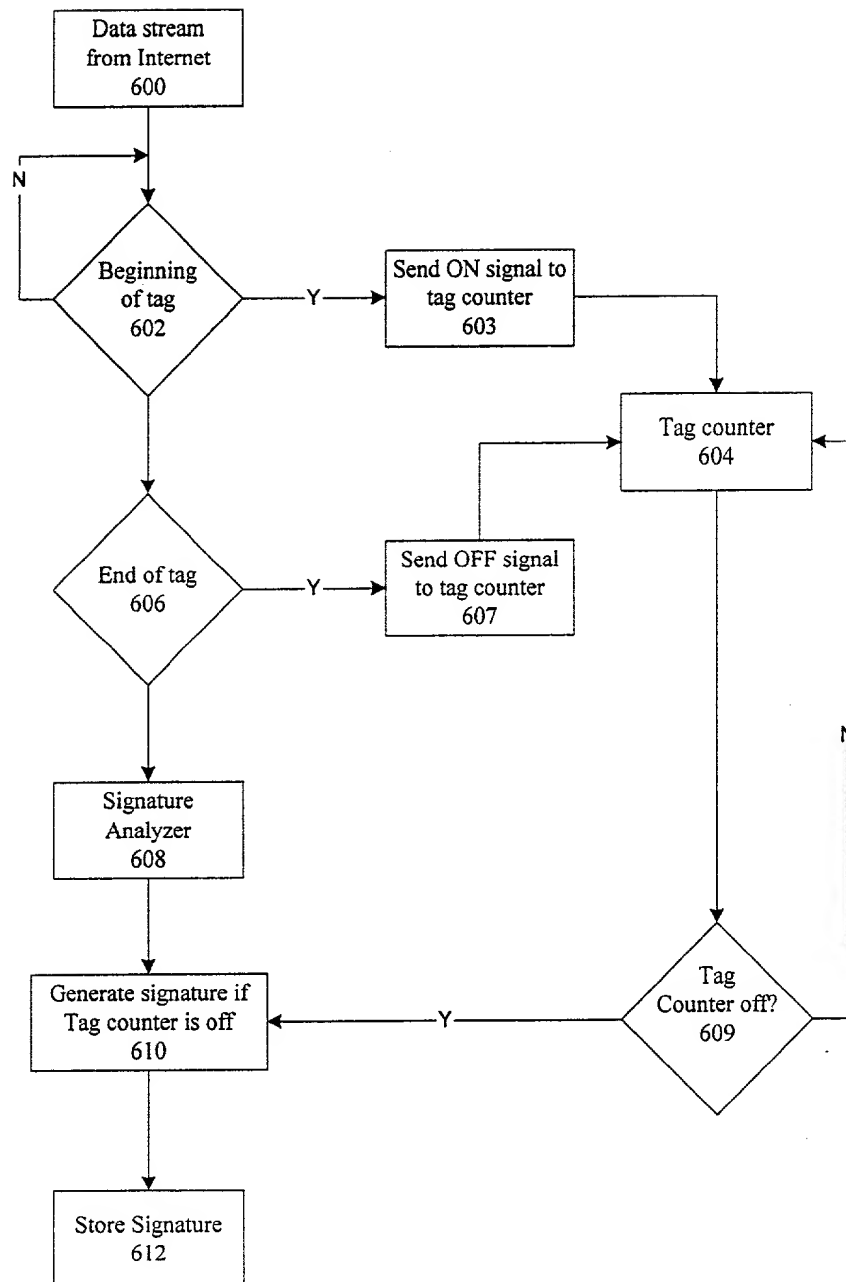 Data stream
from Internet
600
N
Beginning
of tag
602
Y
Send ON signal to
tag counter
603
Tag counter
604
End of tag
606
Y
Send OFF signal
to tag counter
607
N
Signature
Analyzer
608
Generate signature if
Tag counter is off
610
Y
Tag
Counter off?
609
Store Signature
612